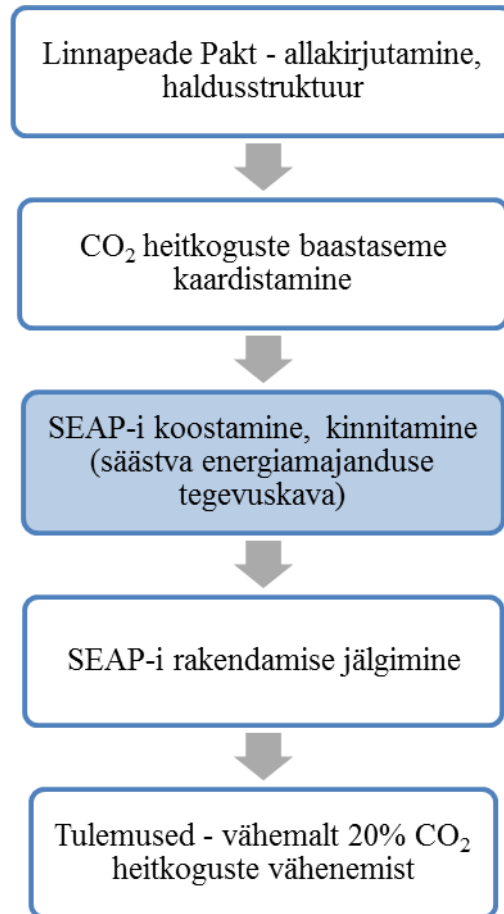 Linnapeade Pakt - allakirjutamine,
haldusstruktuur
CO₂ heitkoguste baastaseme
kaardistamine
SEAP-i koostamine, kinnitamine
(säästva energiamajanduse
tegevuskava)
SEAP-i rakendamise jälgimine
Tulemused - vähemalt 20% CO₂
heitkoguste vähenemist